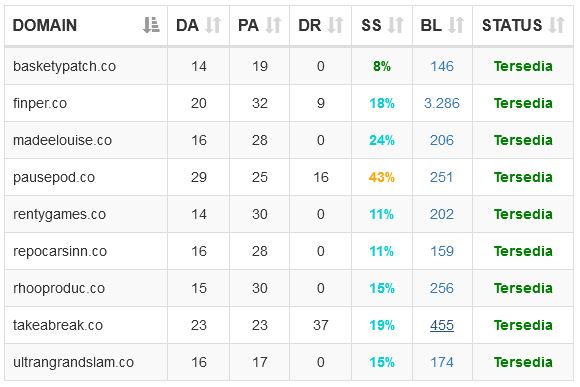 DOMAIN DA PA DR SS BL STATUS
basketypatch.co 14 19 0 8% 146 Tersedia
finper.co 20 32 9 18% 3.286 Tersedia
madeelouise.co 16 28 0 24% 206 Tersedia
pausepod.co 29 25 16 43% 251 Tersedia
rentygames.co 14 30 0 11% 202 Tersedia
repocarsinn.co 16 28 0 11% 159 Tersedia
rhooproduc.co 15 30 0 15% 256 Tersedia
takeabreak.co 23 23 37 19% 455 Tersedia
ultrangrandslam.co 16 17 0 15% 174 Tersedia